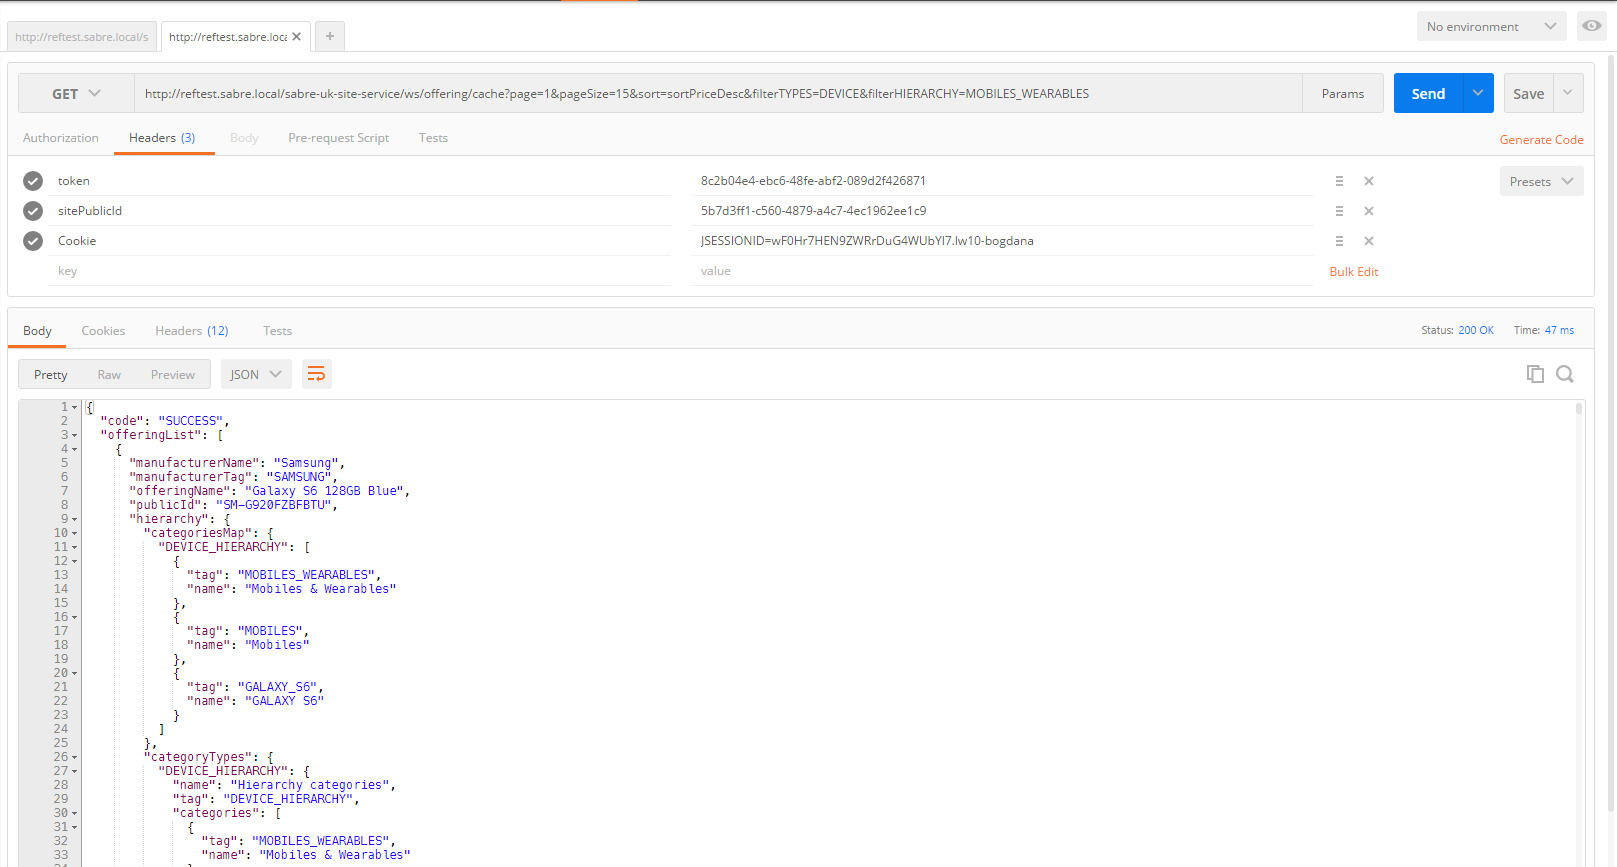 http://reftest.sabre.local/s
http://reftest.sabre.loca
No environment
GET
http://reftest.sabre.local/sabre-uk-site-service/ws/offering/cache?page=1&pageSize=15&sort=sortPriceDesc&filterTYPES=DEVICE&filterHIERARCHY=MOBILES_WEARABLES
Params
Send
Save
Authorization
Headers (3)
Body
Pre-request Script
Tests
Generate Code
token 8c2b04e4-ebc6-48fe-abf2-089d2f426871
Presets
sitePublicId 5b7d3ff1-c560-4879-a4c7-4ec1962ee1c9
Cookie JSESSIONID=wF0Hr7HEN9ZWRrDuG4WUbYI7.lw10-bogdana
key value
Bulk Edit
Body Cookies Headers (12) Tests
Status: 200 OK Time: 47 ms
Pretty Raw Preview JSON
1 {
2 "code": "SUCCESS",
3 "offeringList": [
4 {
5 "manufacturerName": "Samsung",
6 "manufacturerTag": "SAMSUNG",
7 "offeringName": "Galaxy S6 128GB Blue",
8 "publicId": "SM-G920FZBFBTU",
9 "hierarchy": {
10 "categoriesMap": {
11 "DEVICE_HIERARCHY": [
12 {
13 "tag": "MOBILES_WEARABLES",
14 "name": "Mobiles & Wearables"
15 },
16 {
17 "tag": "MOBILES",
18 "name": "Mobiles"
19 },
20 {
21 "tag": "GALAXY_S6",
22 "name": "GALAXY S6"
23 }
24 ]
25 },
26 "categoryTypes": {
27 "DEVICE_HIERARCHY": {
28 "name": "Hierarchy categories",
29 "tag": "DEVICE_HIERARCHY",
30 "categories": [
31 {
32 "tag": "MOBILES_WEARABLES",
33 "name": "Mobiles & Wearables"